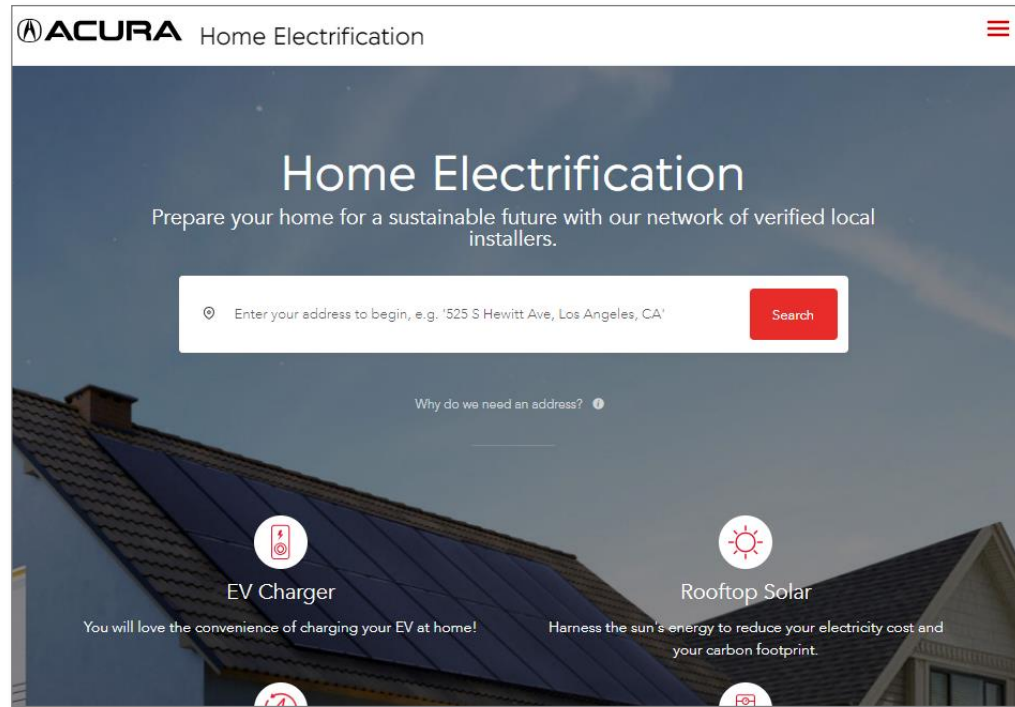 ACURA Home Electrification
Home Electrification
Prepare your home for a sustainable future with our network of verified local
installers.
Enter your address to begin, e.g. '525 S Hewitt Ave, Los Angeles, CA'
Search
Why do we need an address?
EV Charger
You will love the convenience of charging your EV at home!
Rooftop Solar
Harness the sun's energy to reduce your electricity cost and
your carbon footprint.